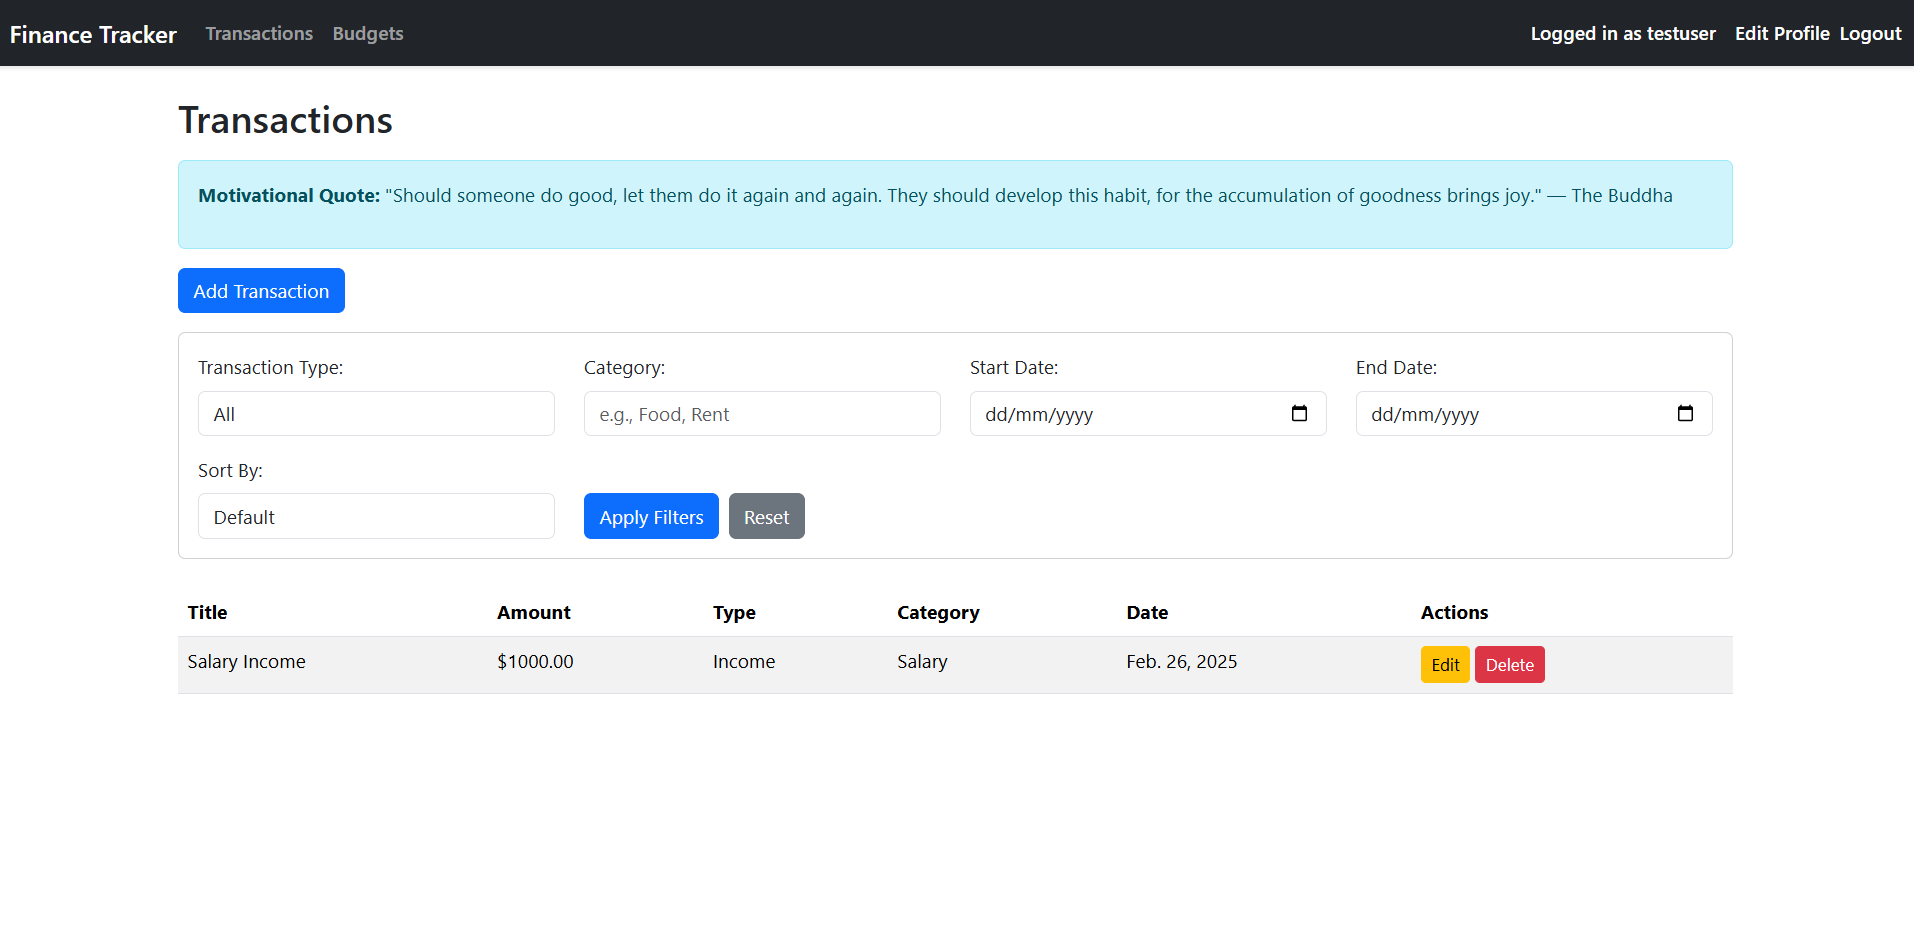 Finance Tracker Transactions Budgets Logged in as testuser Edit Profile Logout
Transactions
Motivational Quote: "Should someone do good, let them do it again and again. They should develop this habit, for the accumulation of goodness brings joy." — The Buddha
Add Transaction
Transaction Type: Category: Start Date: End Date:
All e.g., Food, Rent dd/mm/yyyy dd/mm/yyyy
Sort By:
Default Apply Filters Reset
Title Amount Type Category Date Actions
Salary Income $1000.00 Income Salary Feb. 26, 2025 Edit Delete